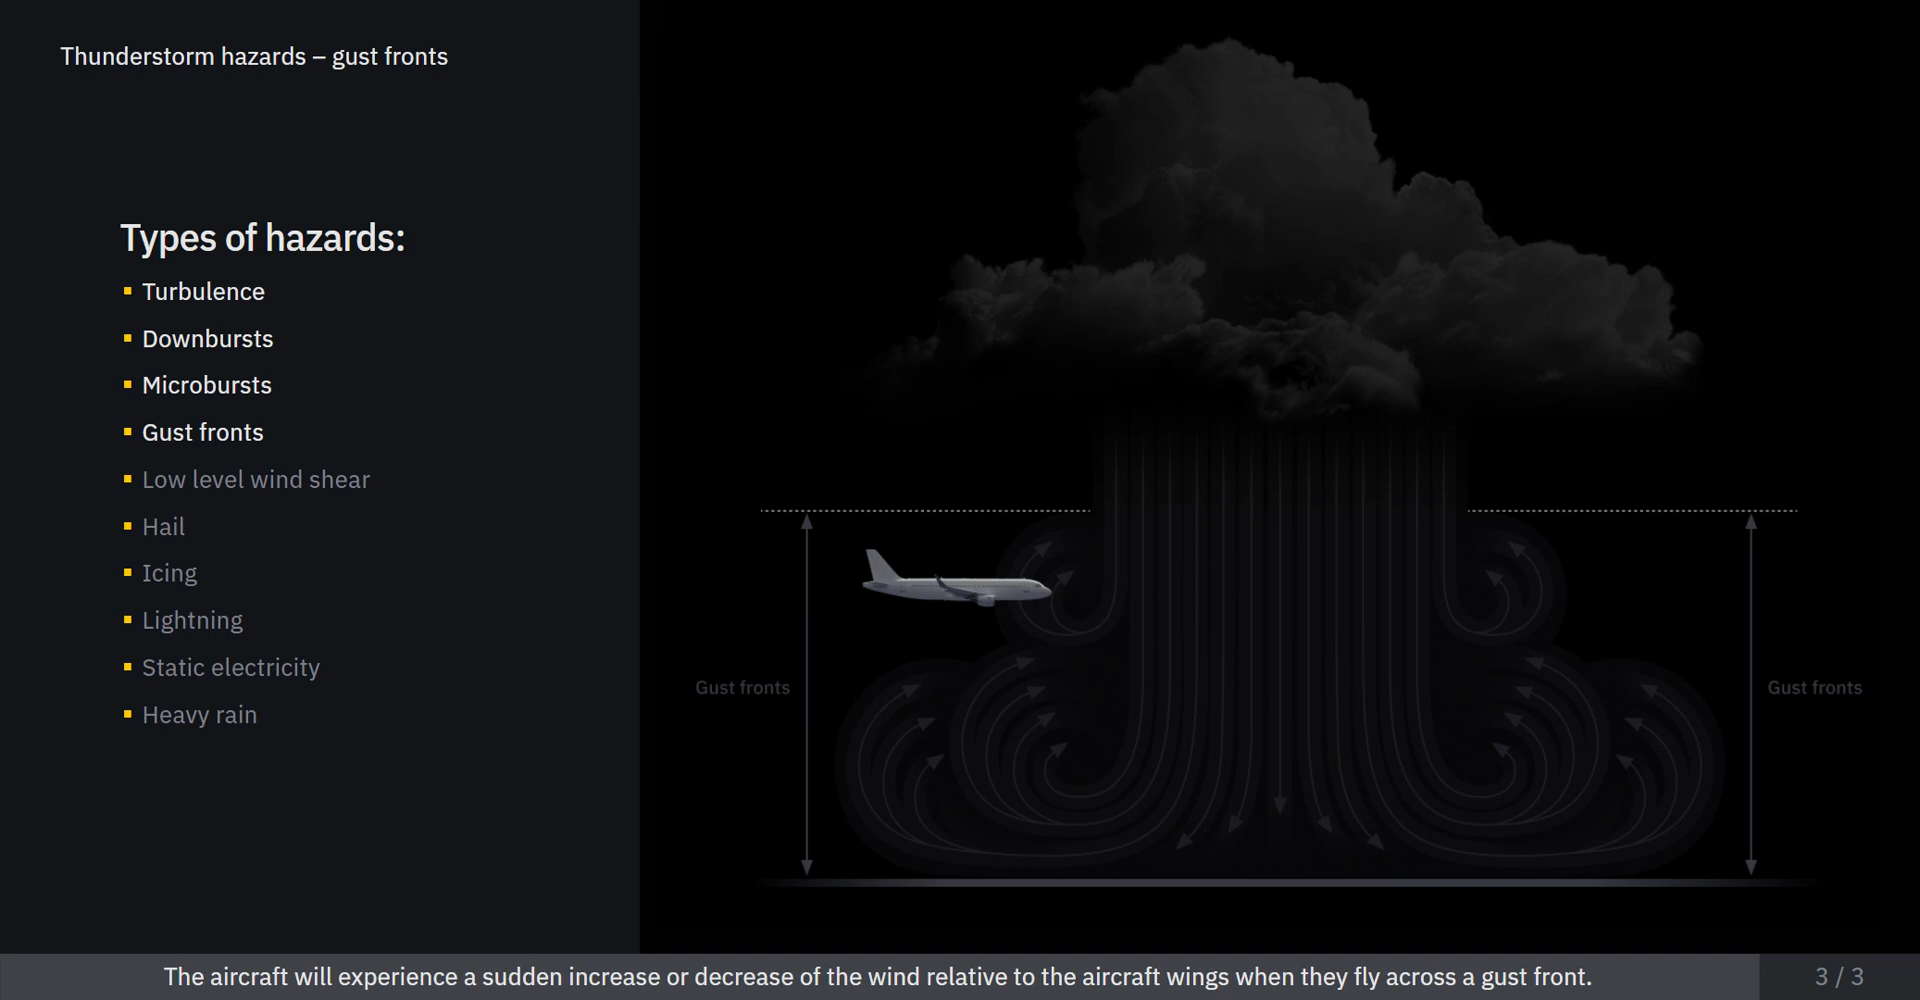 Thunderstorm hazards – gust fronts
Types of hazards:
Turbulence
Downbursts
Microbursts
Gust fronts
Low level wind shear
Hail
Icing
Lightning
Static electricity
Heavy rain
Gust fronts
Gust fronts
The aircraft will experience a sudden increase or decrease of the wind relative to the aircraft wings when they fly across a gust front.
3 / 3